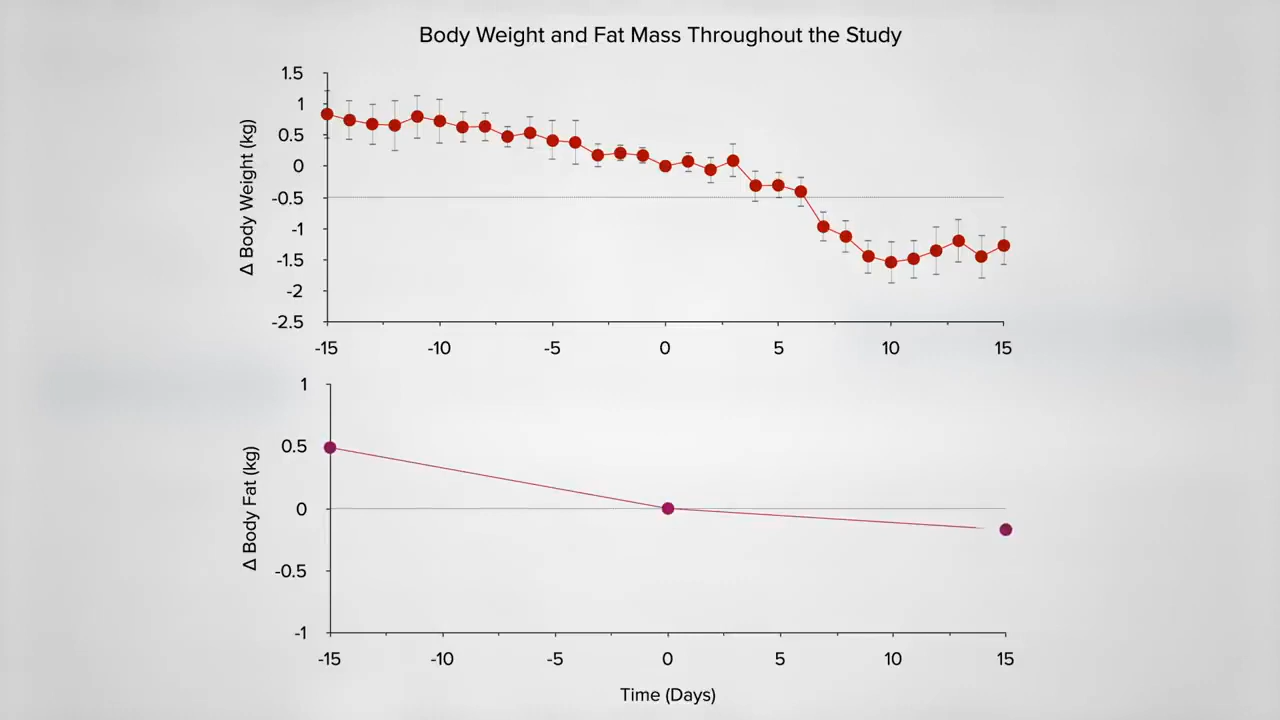 Body Weight and Fat Mass Throughout the Study
Δ Body Weight (kg)
1.5
1
0.5
0
-0.5
-1
-1.5
-2
-2.5
-15 -10 -5 0 5 10 15
Δ Body Fat (kg)
1
0.5
0
-0.5
-1
-15 -10 -5 0 5 10 15
Time (Days)